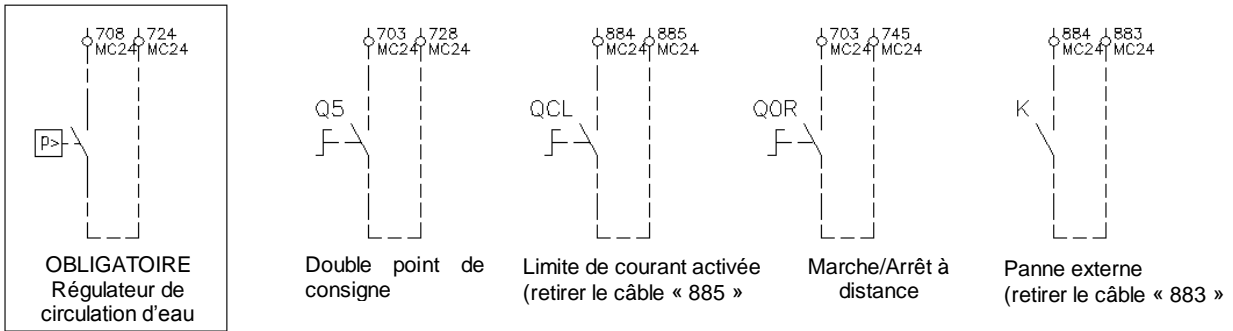 708 724
MC24 MC24
P>
OBLIGATOIRE
Régulateur de
circulation d'eau
703 728
MC24 MC24
Q5
Double point de
consigne
884 885
MC24 MC24
QCL
Limite de courant activée
(retirer le câble « 885 »
703 745
MC24 MC24
Q0R
Marche/Arrêt à
distance
884 883
MC24 MC24
K
Panne externe
(retirer le câble « 883 »